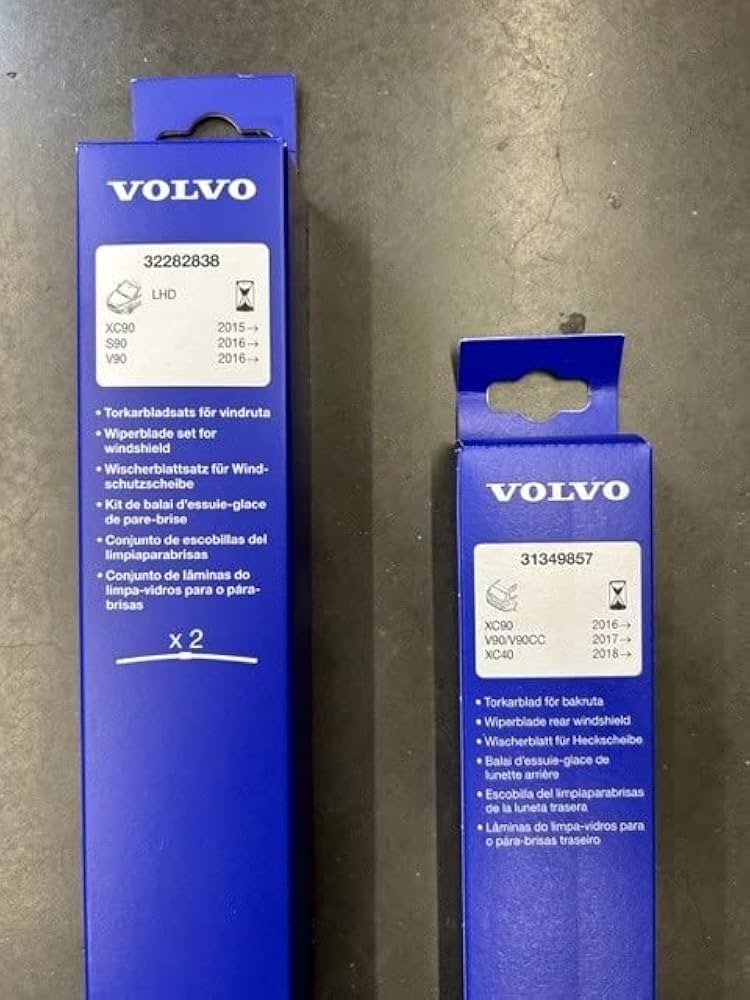 VOLVO
32282838
LHD
XC90 2015→
S90 2016→
V90 2016→
• Torkarbladsats för vindruta
• Wiperblade set for
windshield
• Wischerblattsatz für Wind-
schutzscheibe
• Kit de balai d'essuie-glace
de pare-brise
• Conjunto de escobillas del
limpiaparabrisas
• Conjunto de lâminas do
limpa-vidros para o pára-
brisas
x 2
VOLVO
31349857
XC90 2016→
V90/V90CC 2017→
XC40 2018→
• Torkarblad för bakruta
• Wiperblade rear windshield
• Wischerblatt für Heckscheibe
• Balai d'essuie-glace de
lunette arrière
• Escobilla del limpiaparabrisas
de la luneta trasera
• Lâminas do limpa-vidros para
o pára-brisas traseiro